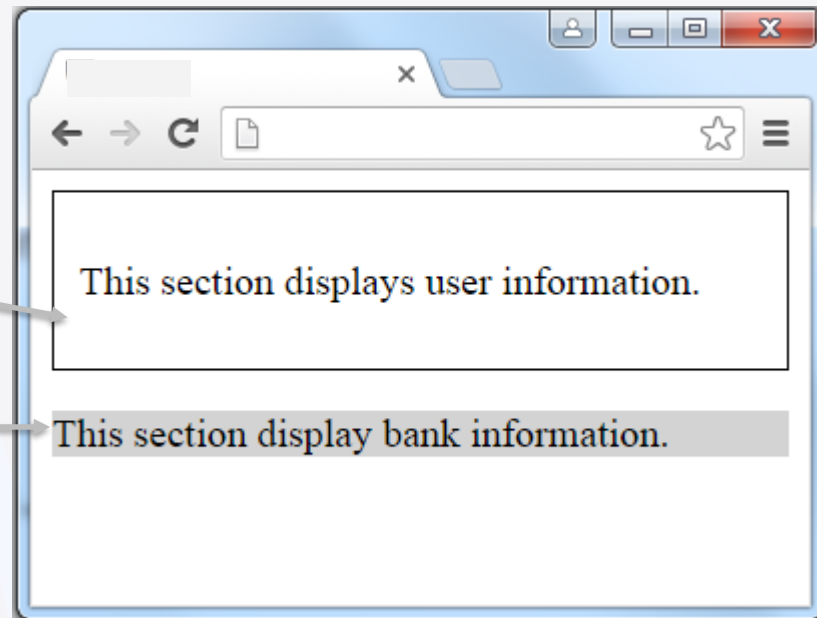 This section displays user information.
This section display bank information.